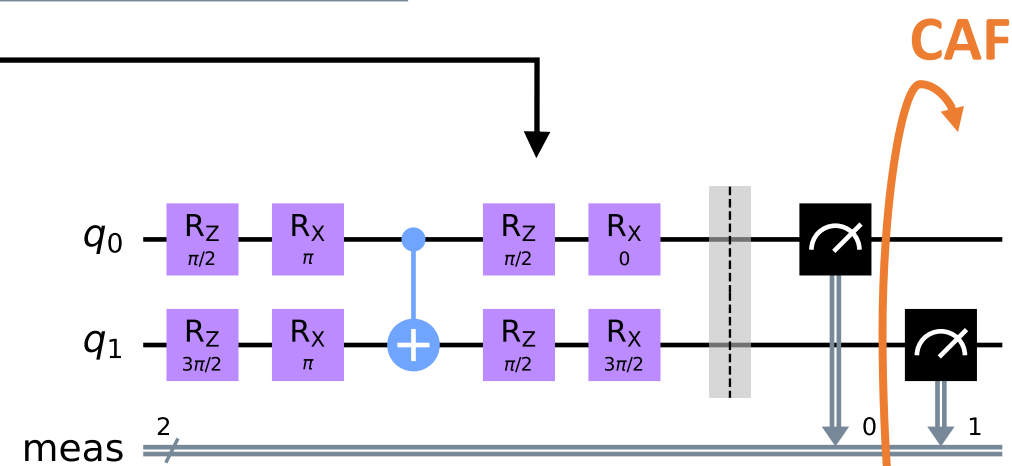 CAF
q0 RZ π/2 RX π RZ π/2 RX 0
q1 RZ 3π/2 RX π RZ π/2 RX 3π/2
meas 2 0 1